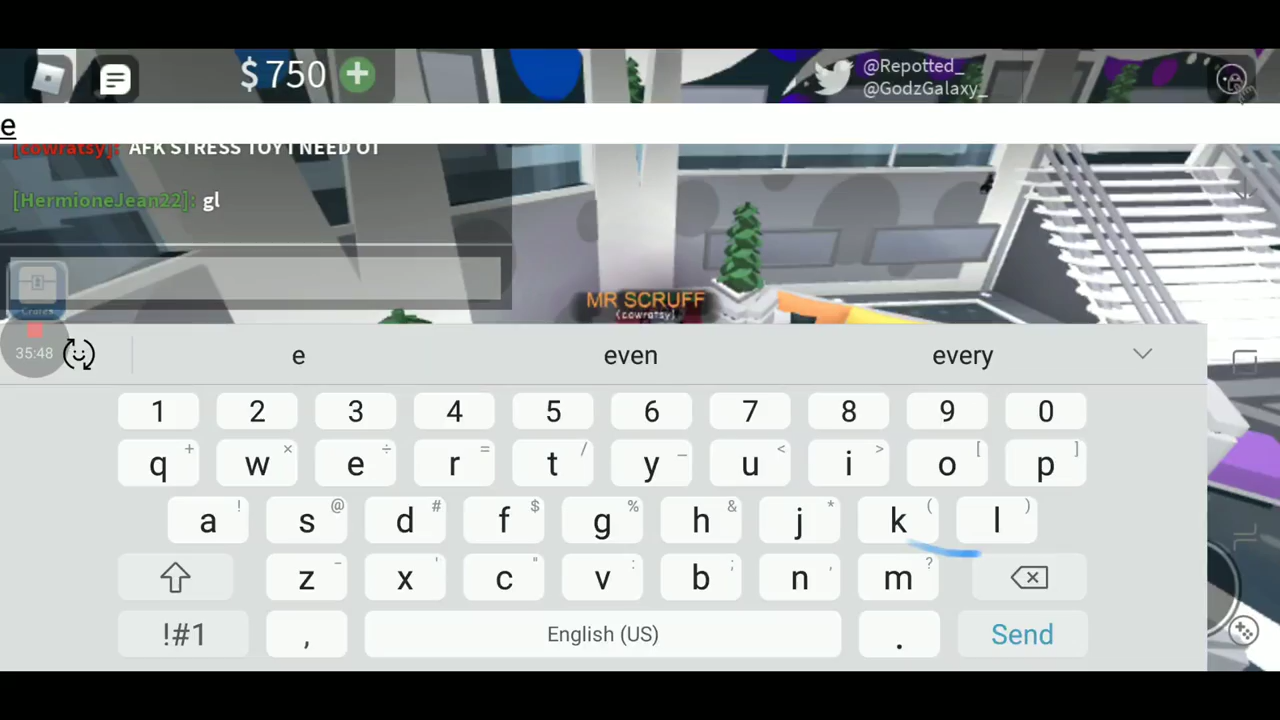 $750 +
@Repotted_
@GodzGalaxy_
e
[cowratsy]: AFK STRESS TOY I NEED OT
[HermioneJean22]: gl
Crates
MR SCRUFF
(cowratsy)
35:48
e even every
1 2 3 4 5 6 7 8 9 0
q + w × e ÷ r = t / y _ u < i > o [ p ]
a ! s @ d # f $ g % h & j * k ( l )
z - x ' c " v : b ; n , m ?
!#1 , English (US) . Send